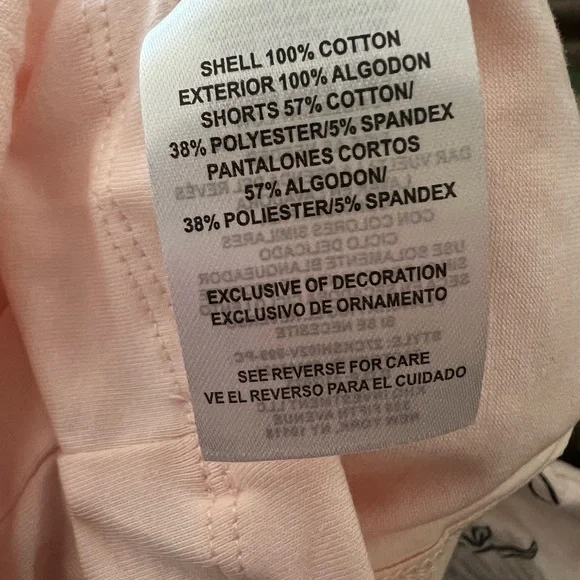 SHELL 100% COTTON
EXTERIOR 100% ALGODON
SHORTS 57% COTTON/
38% POLYESTER/5% SPANDEX
PANTALONES CORTOS
57% ALGODON/
38% POLIESTER/5% SPANDEX
EXCLUSIVE OF DECORATION
EXCLUSIVO DE ORNAMENTO
SEE REVERSE FOR CARE
VE EL REVERSO PARA EL CUIDADO